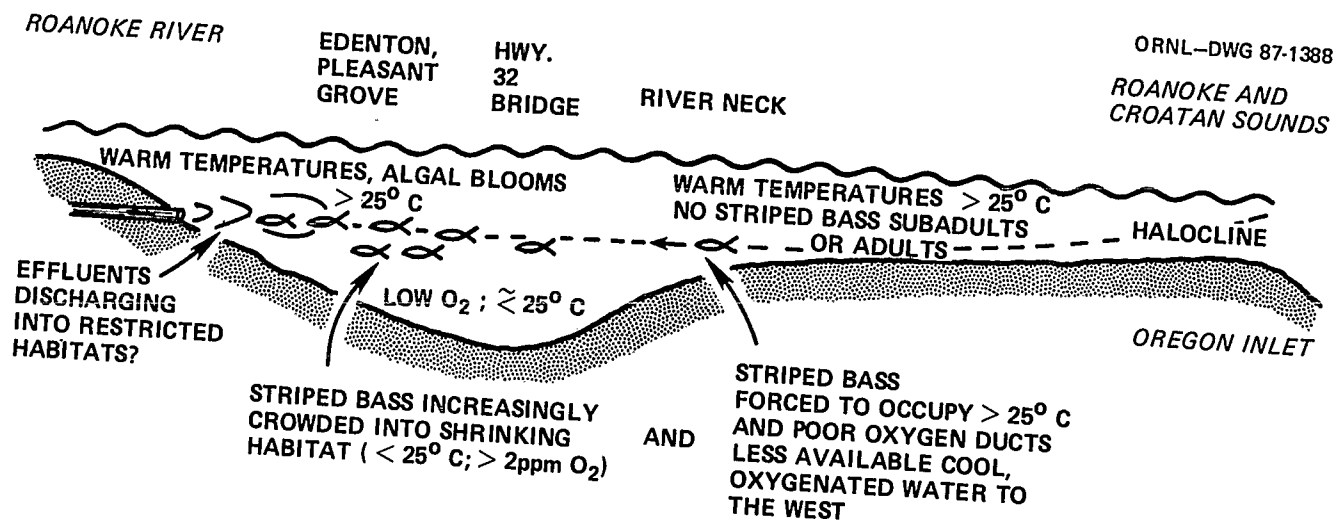 ROANOKE RIVER
EDENTON,
PLEASANT
GROVE
HWY.
32
BRIDGE
RIVER NECK
ORNL–DWG 87-1388
ROANOKE AND
CROATAN SOUNDS
WARM TEMPERATURES, ALGAL BLOOMS
> 25° C
WARM TEMPERATURES > 25° C
NO STRIPED BASS SUBADULTS
OR ADULTS
HALOCLINE
EFFLUENTS
DISCHARGING
INTO RESTRICTED
HABITATS?
LOW O₂ ; ≲ 25° C
OREGON INLET
STRIPED BASS INCREASINGLY
CROWDED INTO SHRINKING
HABITAT ( < 25° C; > 2ppm O₂)
AND
STRIPED BASS
FORCED TO OCCUPY > 25° C
AND POOR OXYGEN DUCTS
LESS AVAILABLE COOL,
OXYGENATED WATER TO
THE WEST